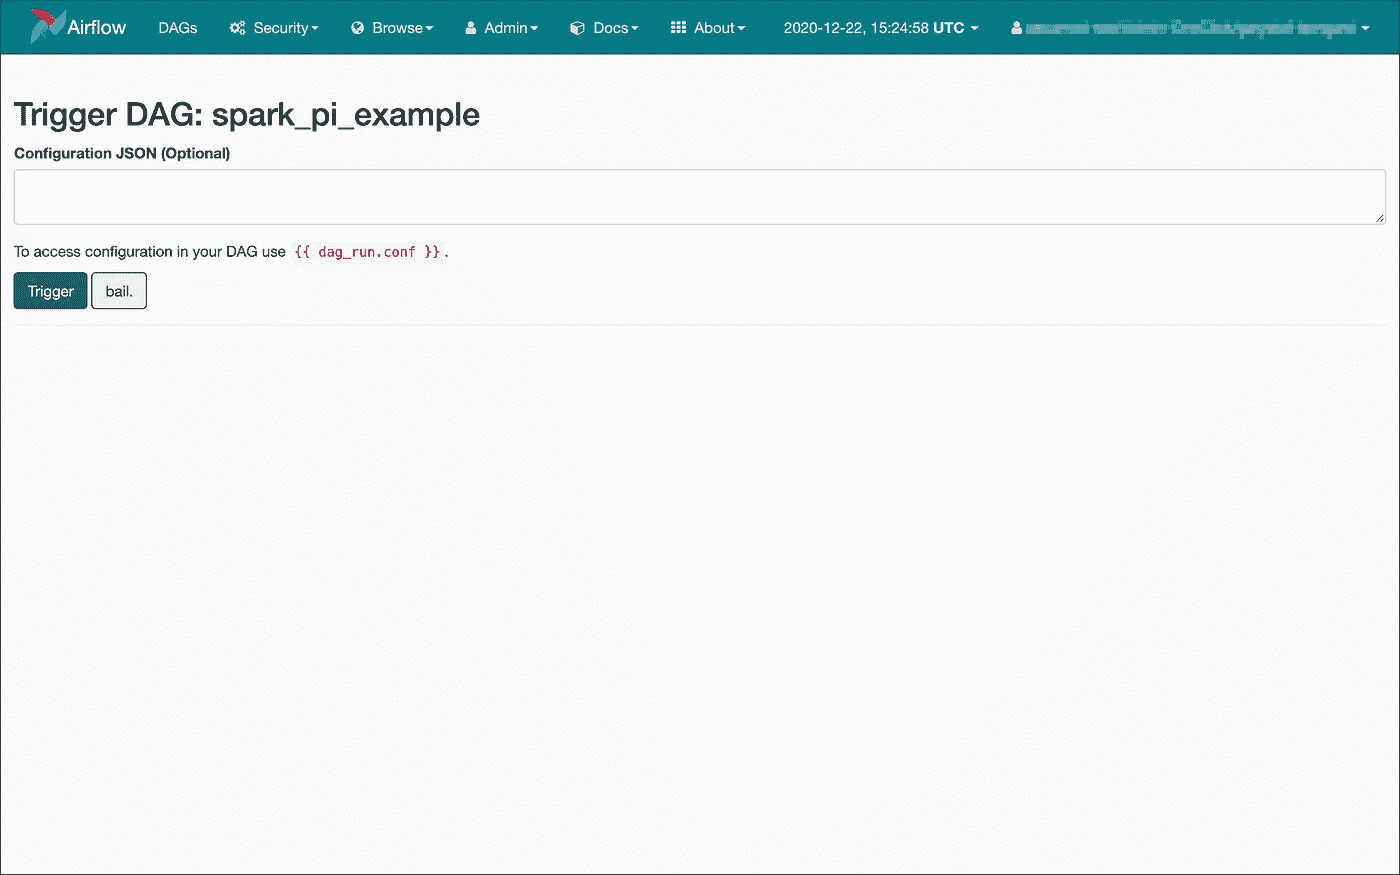 Airflow DAGs Security Browse Admin Docs About 2020-12-22, 15:24:58 UTC
Trigger DAG: spark_pi_example
Configuration JSON (Optional)
To access configuration in your DAG use {{ dag_run.conf }}.
Trigger bail.